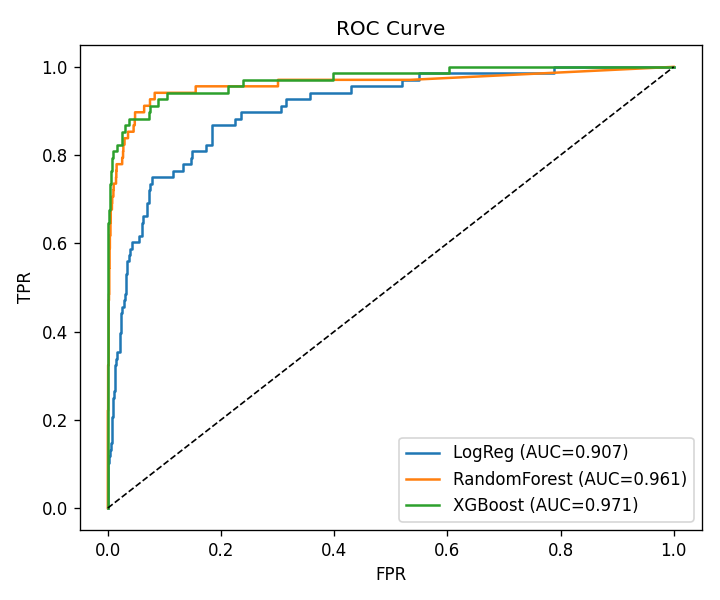 ROC Curve
TPR
1.0
0.8
0.6
0.4
0.2
0.0
LogReg (AUC=0.907)
RandomForest (AUC=0.961)
XGBoost (AUC=0.971)
0.0 0.2 0.4 0.6 0.8 1.0
FPR